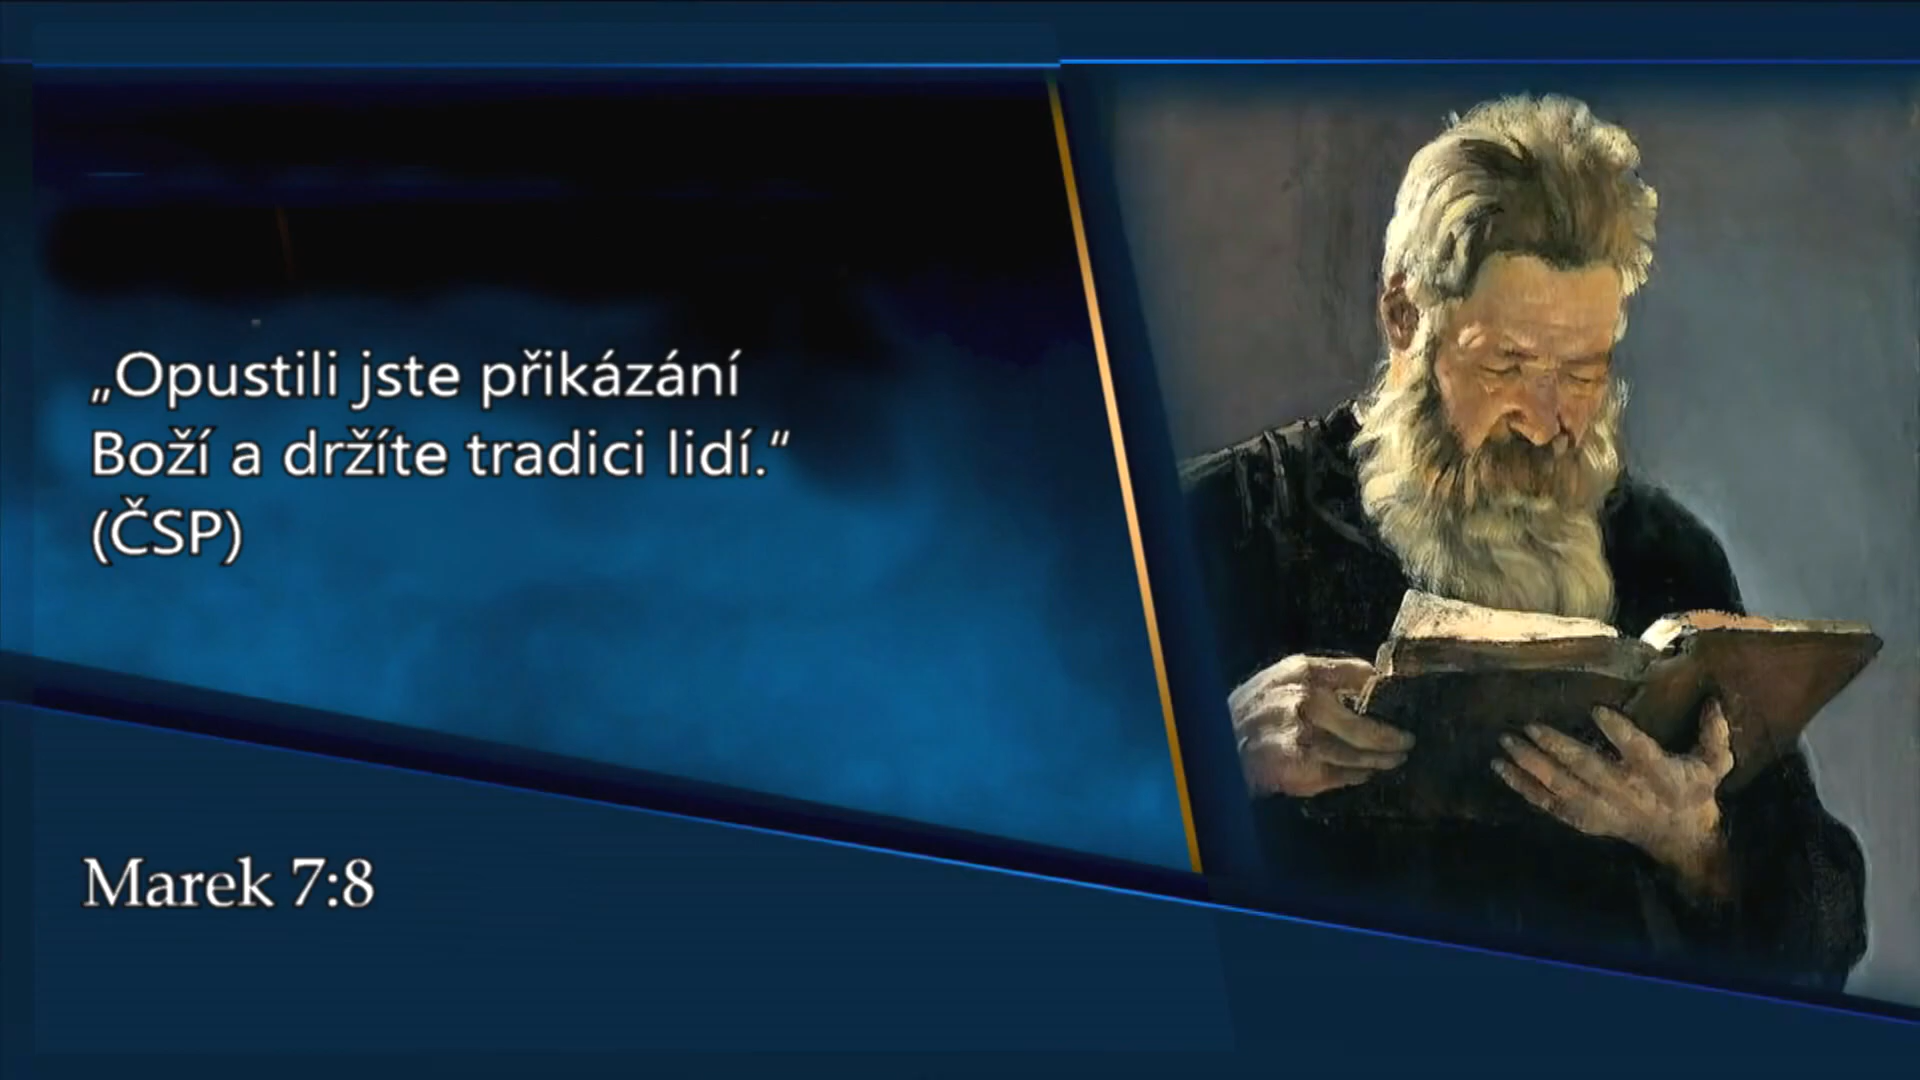 „Opustili jste přikázání
Boží a držíte tradici lidí.“
(ČSP)
Marek 7:8